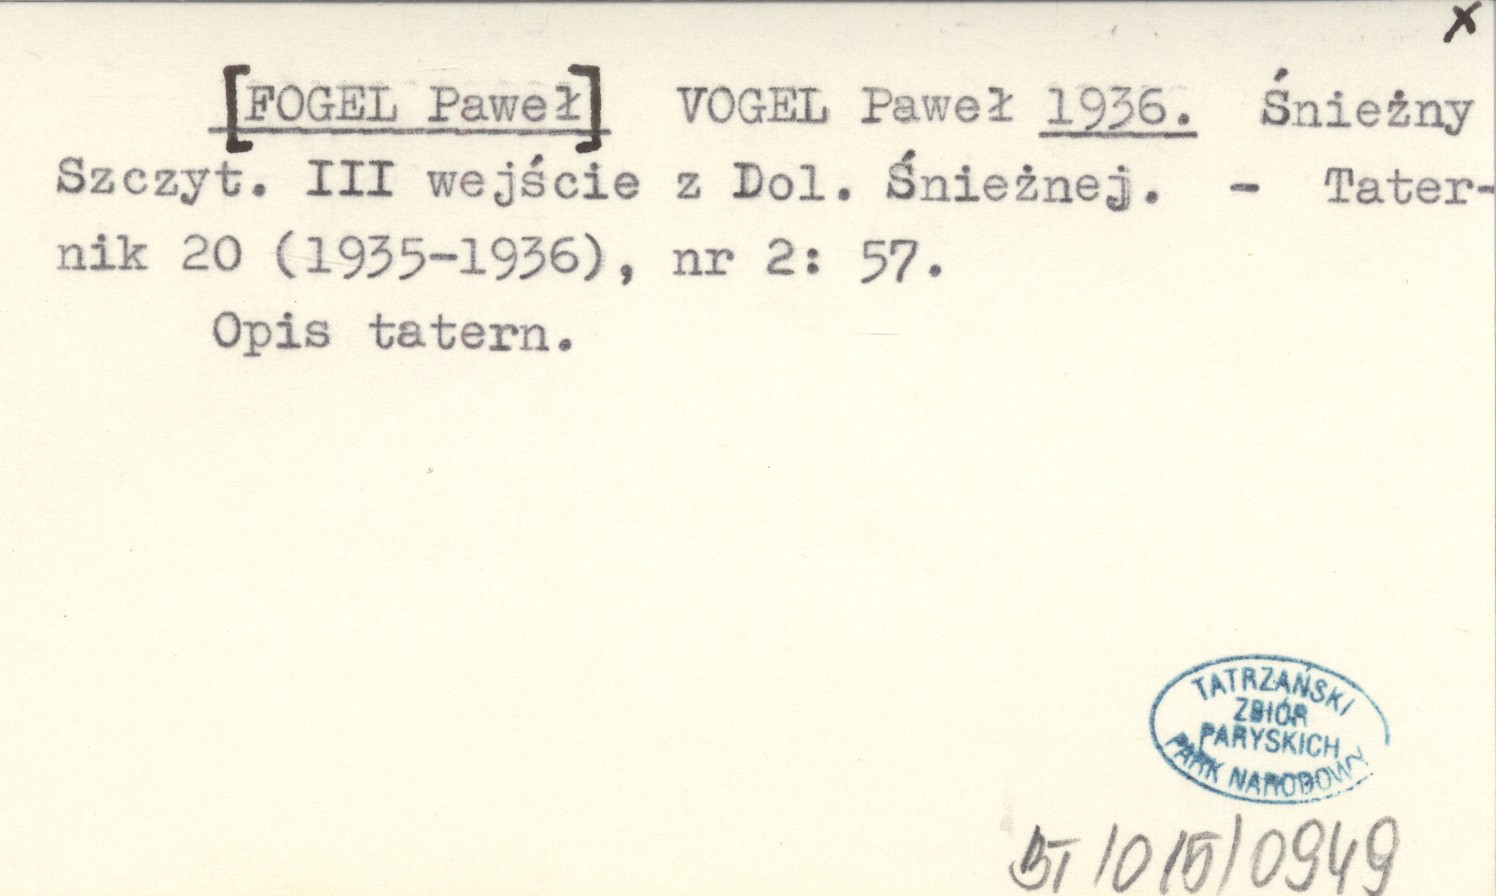 x
[FOGEL Paweł] VOGEL Paweł 1936. Śnieżny
Szczyt. III wejście z Dol. Śnieżnej. - Tater-
nik 20 (1935-1936), nr 2: 57.
Opis tatern.
TATRZAŃSKI
ZBIÓR
PARYSKICH
PARK NARODOWY
BT/015/0949